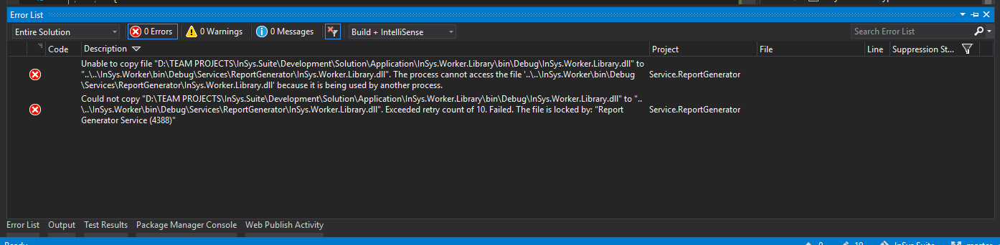 Error List
Entire Solution
0 Errors
0 Warnings
0 Messages
Build + IntelliSense
Search Error List
Code
Description
Project
File
Line
Suppression St...
Unable to copy file "D:\TEAM PROJECTS\InSys.Suite\Development\Solution\Application\InSys.Worker.Library\bin\Debug\InSys.Worker.Library.dll" to
"..\..\InSys.Worker\bin\Debug\Services\ReportGenerator\InSys.Worker.Library.dll". The process cannot access the file '..\..\InSys.Worker\bin\Debug
\Services\ReportGenerator\InSys.Worker.Library.dll' because it is being used by another process.
Service.ReportGenerator
Could not copy "D:\TEAM PROJECTS\InSys.Suite\Development\Solution\Application\InSys.Worker.Library\bin\Debug\InSys.Worker.Library.dll" to "..
\..\InSys.Worker\bin\Debug\Services\ReportGenerator\InSys.Worker.Library.dll". Exceeded retry count of 10. Failed. The file is locked by: "Report
Generator Service (4388)"
Service.ReportGenerator
Error List
Output
Test Results
Package Manager Console
Web Publish Activity
Ready
0
10
InSys.Suite
master